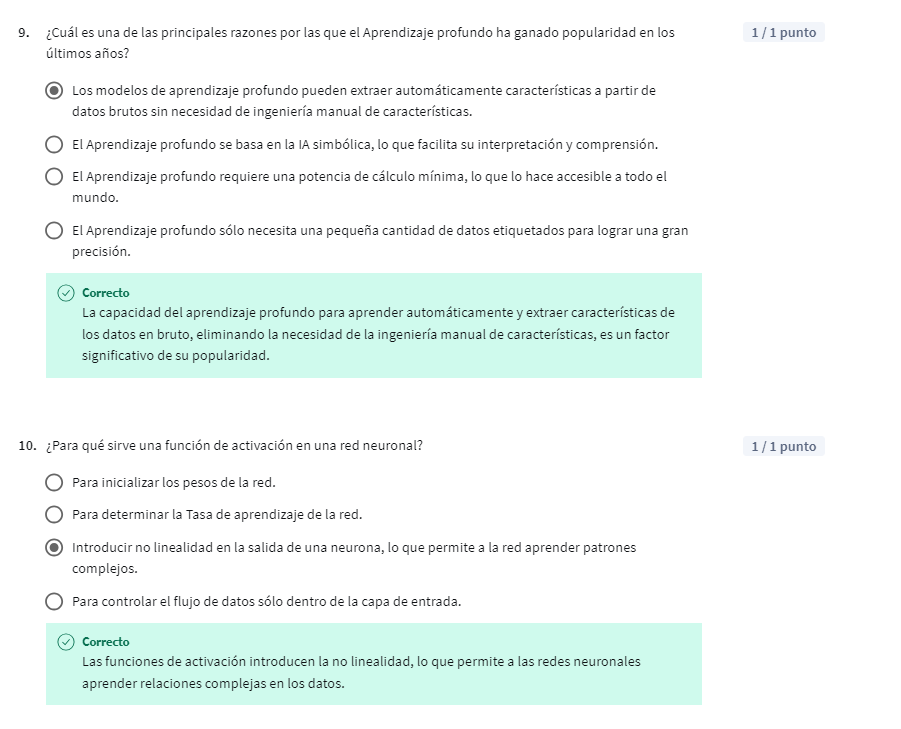 9. ¿Cuál es una de las principales razones por las que el Aprendizaje profundo ha ganado popularidad en los 1 / 1 punto
últimos años?
Los modelos de aprendizaje profundo pueden extraer automáticamente características a partir de
datos brutos sin necesidad de ingeniería manual de características.
El Aprendizaje profundo se basa en la IA simbólica, lo que facilita su interpretación y comprensión.
El Aprendizaje profundo requiere una potencia de cálculo mínima, lo que lo hace accesible a todo el
mundo.
El Aprendizaje profundo sólo necesita una pequeña cantidad de datos etiquetados para lograr una gran
precisión.
Correcto
La capacidad del aprendizaje profundo para aprender automáticamente y extraer características de
los datos en bruto, eliminando la necesidad de la ingeniería manual de características, es un factor
significativo de su popularidad.
10. ¿Para qué sirve una función de activación en una red neuronal? 1 / 1 punto
Para inicializar los pesos de la red.
Para determinar la Tasa de aprendizaje de la red.
Introducir no linealidad en la salida de una neurona, lo que permite a la red aprender patrones
complejos.
Para controlar el flujo de datos sólo dentro de la capa de entrada.
Correcto
Las funciones de activación introducen la no linealidad, lo que permite a las redes neuronales
aprender relaciones complejas en los datos.